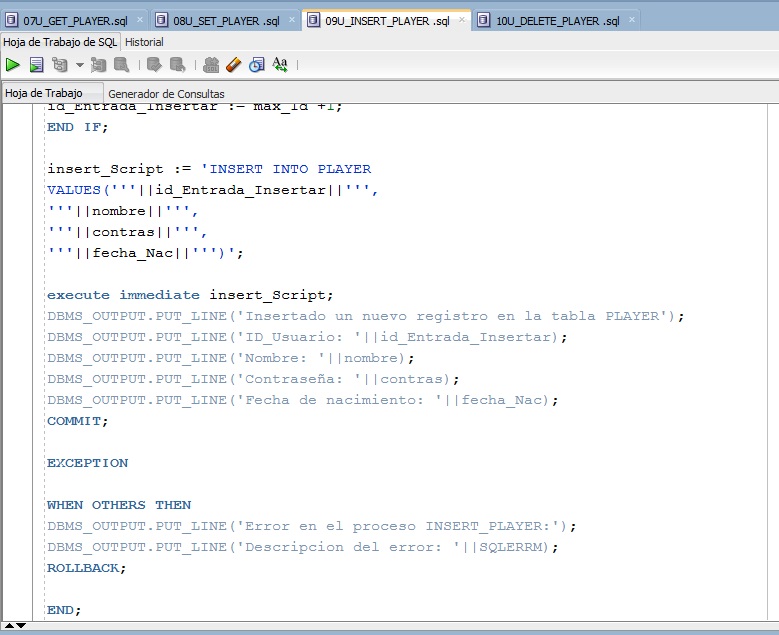 07U_GET_PLAYER.sql 08U_SET_PLAYER .sql 09U_INSERT_PLAYER .sql 10U_DELETE_PLAYER .sql
Hoja de Trabajo de SQL Historial
Hoja de Trabajo Generador de Consultas
id_Entrada_Insertar := max_Id +1;
END IF;
insert_Script := 'INSERT INTO PLAYER
VALUES('''||id_Entrada_Insertar||''',
'''||nombre||''',
'''||contras||''',
'''||fecha_Nac||''')';
execute immediate insert_Script;
DBMS_OUTPUT.PUT_LINE('Insertado un nuevo registro en la tabla PLAYER');
DBMS_OUTPUT.PUT_LINE('ID_Usuario: '||id_Entrada_Insertar);
DBMS_OUTPUT.PUT_LINE('Nombre: '||nombre);
DBMS_OUTPUT.PUT_LINE('Contraseña: '||contras);
DBMS_OUTPUT.PUT_LINE('Fecha de nacimiento: '||fecha_Nac);
COMMIT;
EXCEPTION
WHEN OTHERS THEN
DBMS_OUTPUT.PUT_LINE('Error en el proceso INSERT_PLAYER:');
DBMS_OUTPUT.PUT_LINE('Descripcion del error: '||SQLERRM);
ROLLBACK;
END;